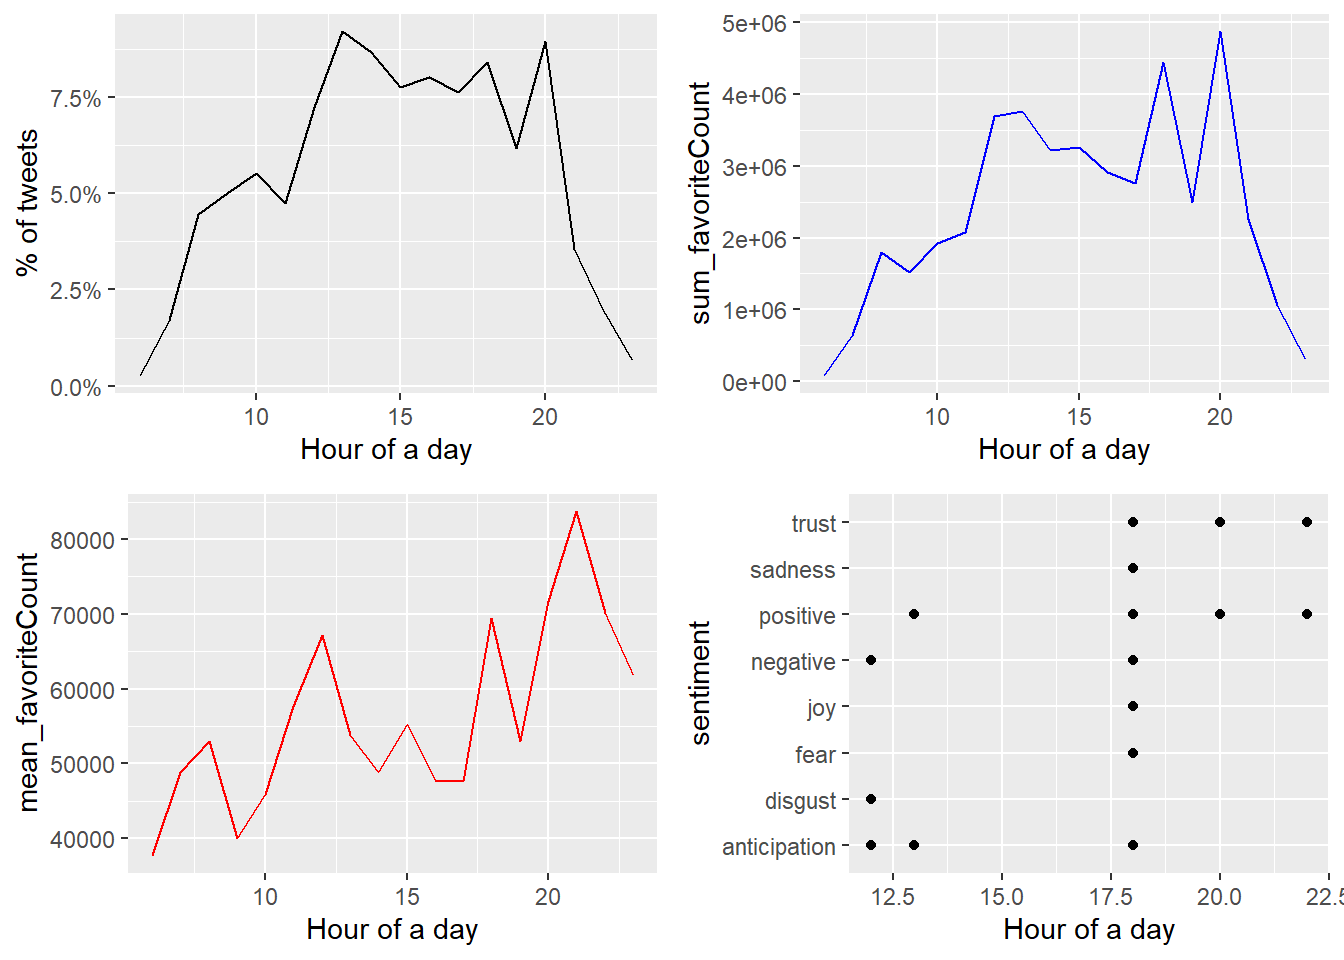 % of tweets
7.5%
5.0%
2.5%
0.0%
10 15 20
Hour of a day
sum_favoriteCount
5e+06
4e+06
3e+06
2e+06
1e+06
0e+00
10 15 20
Hour of a day
mean_favoriteCount
80000
70000
60000
50000
40000
10 15 20
Hour of a day
sentiment
trust
sadness
positive
negative
joy
fear
disgust
anticipation
12.5 15.0 17.5 20.0 22.5
Hour of a day